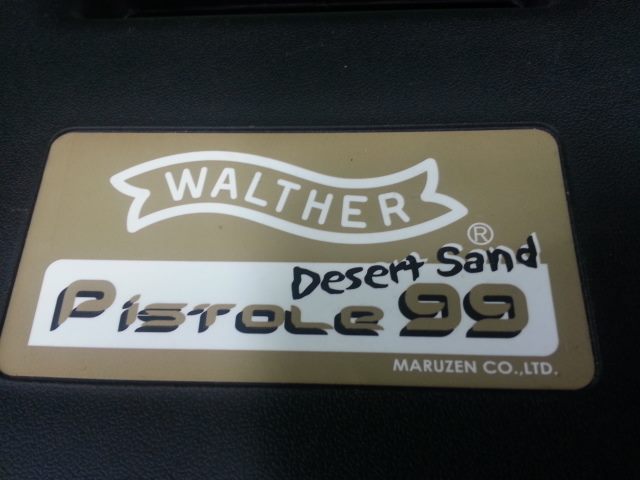 WALTHER
®
Desert Sand
Pistole 99
MARUZEN CO.,LTD.